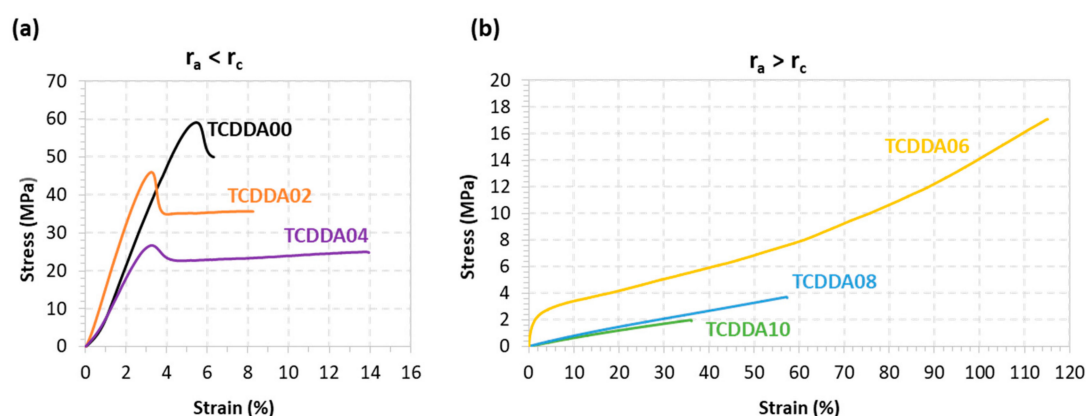 (a)
r_a < r_c
70
60
50
40
30
20
10
0
Stress (MPa)
TCDDA00
TCDDA02
TCDDA04
0 2 4 6 8 10 12 14 16
Strain (%)
(b)
r_a > r_c
20
18
16
14
12
10
8
6
4
2
0
Stress (MPa)
TCDDA06
TCDDA08
TCDDA10
0 10 20 30 40 50 60 70 80 90 100 110 120
Strain (%)